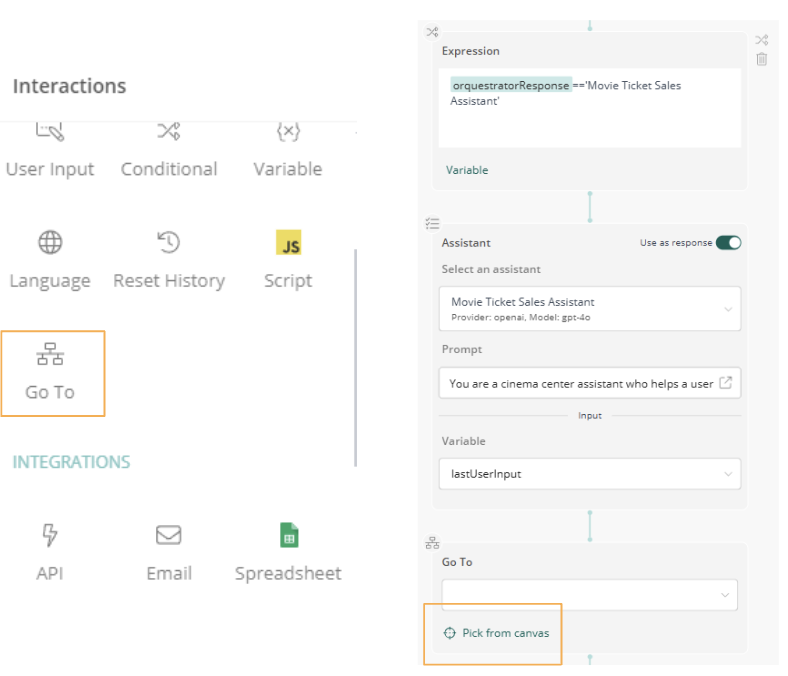 Interactions
User Input
Conditional
Variable
Language
Reset History
JS
Script
Go To
INTEGRATIONS
API
Email
Spreadsheet
Expression
orquestratorResponse =='Movie Ticket Sales
Assistant'
Variable
Assistant
Use as response
Select an assistant
Movie Ticket Sales Assistant
Provider: openai, Model: gpt-4o
Prompt
You are a cinema center assistant who helps a user
Input
Variable
lastUserInput
Go To
Pick from canvas